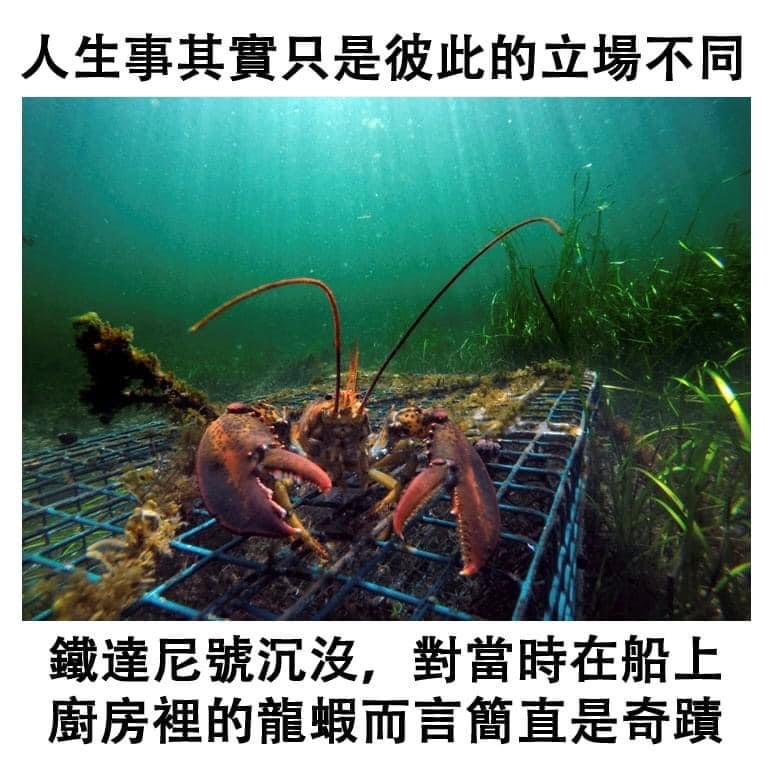 人生事其實只是彼此的立場不同
鐵達尼號沉沒，對當時在船上
廚房裡的龍蝦而言簡直是奇蹟